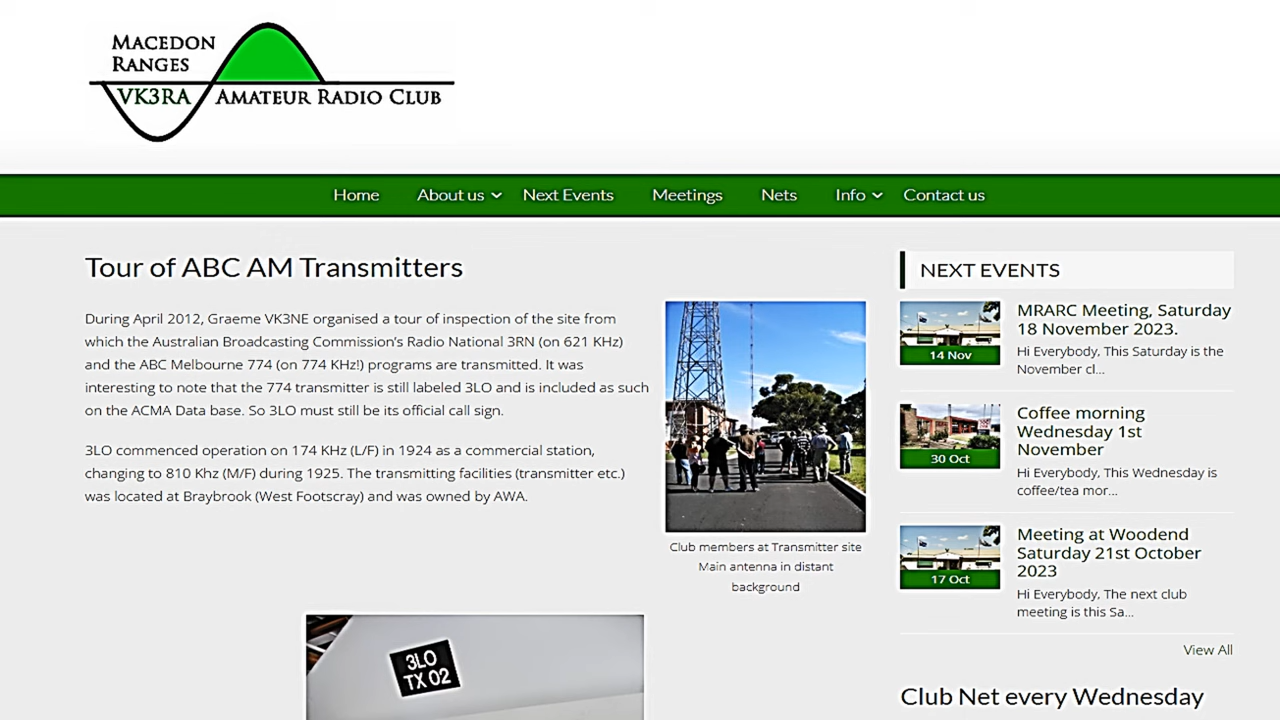 MACEDON
RANGES
VK3RA
AMATEUR RADIO CLUB
Home
About us
Next Events
Meetings
Nets
Info
Contact us
Tour of ABC AM Transmitters
During April 2012, Graeme VK3NE organised a tour of inspection of the site from
which the Australian Broadcasting Commission's Radio National 3RN (on 621 KHz)
and the ABC Melbourne 774 (on 774 KHz!) programs are transmitted. It was
interesting to note that the 774 transmitter is still labeled 3LO and is included as such
on the ACMA Data base. So 3LO must still be its official call sign.
3LO commenced operation on 174 KHz (L/F) in 1924 as a commercial station,
changing to 810 Khz (M/F) during 1925. The transmitting facilities (transmitter etc.)
was located at Braybrook (West Footscray) and was owned by AWA.
Club members at Transmitter site
Main antenna in distant
background
3LO
TX 02
NEXT EVENTS
14 Nov
MRARC Meeting, Saturday
18 November 2023.
Hi Everybody, This Saturday is the
November cl...
30 Oct
Coffee morning
Wednesday 1st
November
Hi Everybody, This Wednesday is
coffee/tea mor...
17 Oct
Meeting at Woodend
Saturday 21st October
2023
Hi Everybody, The next club
meeting is this Sa...
View All
Club Net every Wednesday